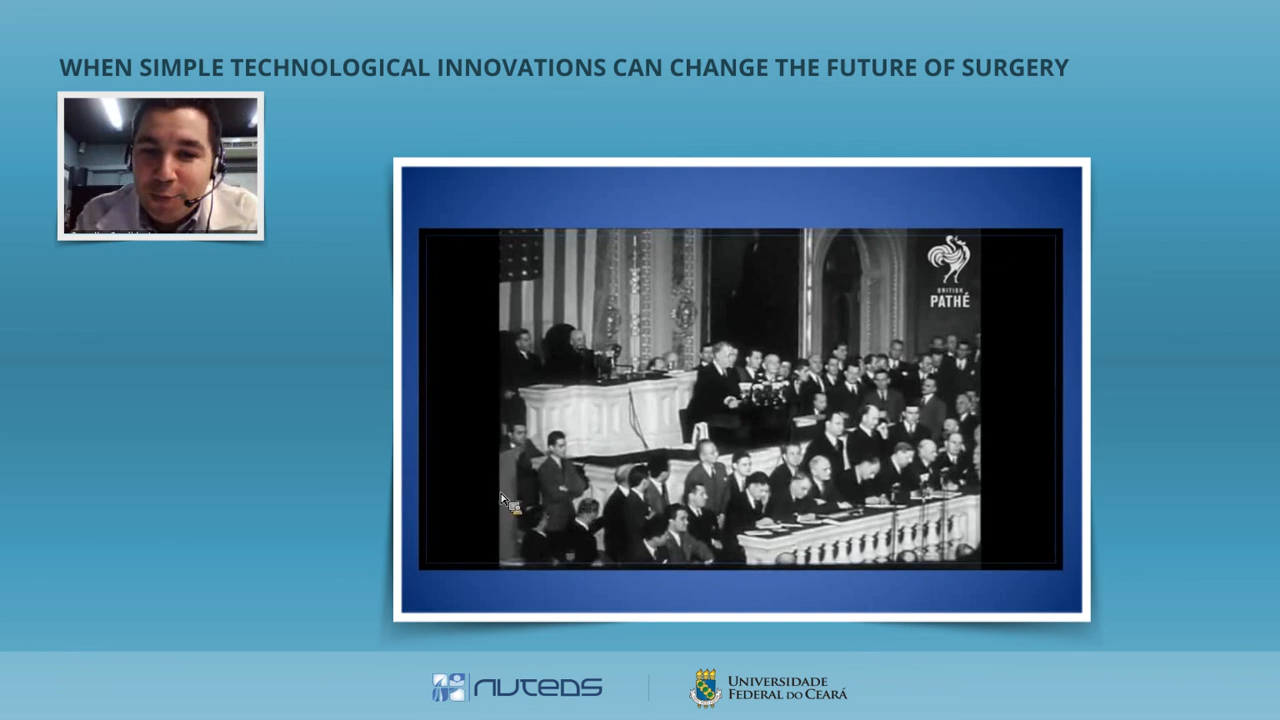 WHEN SIMPLE TECHNOLOGICAL INNOVATIONS CAN CHANGE THE FUTURE OF SURGERY
BRITISH
PATHÉ
NUTEDS
UNIVERSIDADE
FEDERAL DO CEARÁ